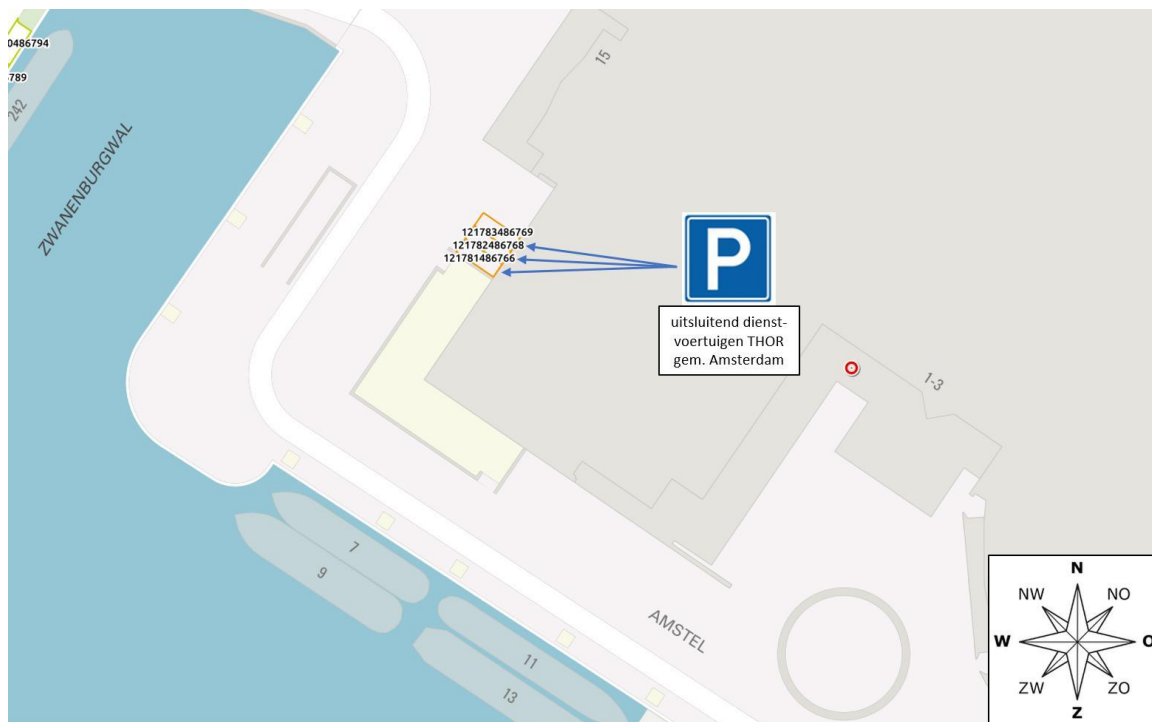 0486794
789
242
ZWANENBURGWAL
15
121783486769
121782486768
121781486766
P
uitsluitend dienst-
voertuigen THOR
gem. Amsterdam
1-3
7
9
11
13
AMSTEL
N
NW NO
W O
ZW ZO
Z